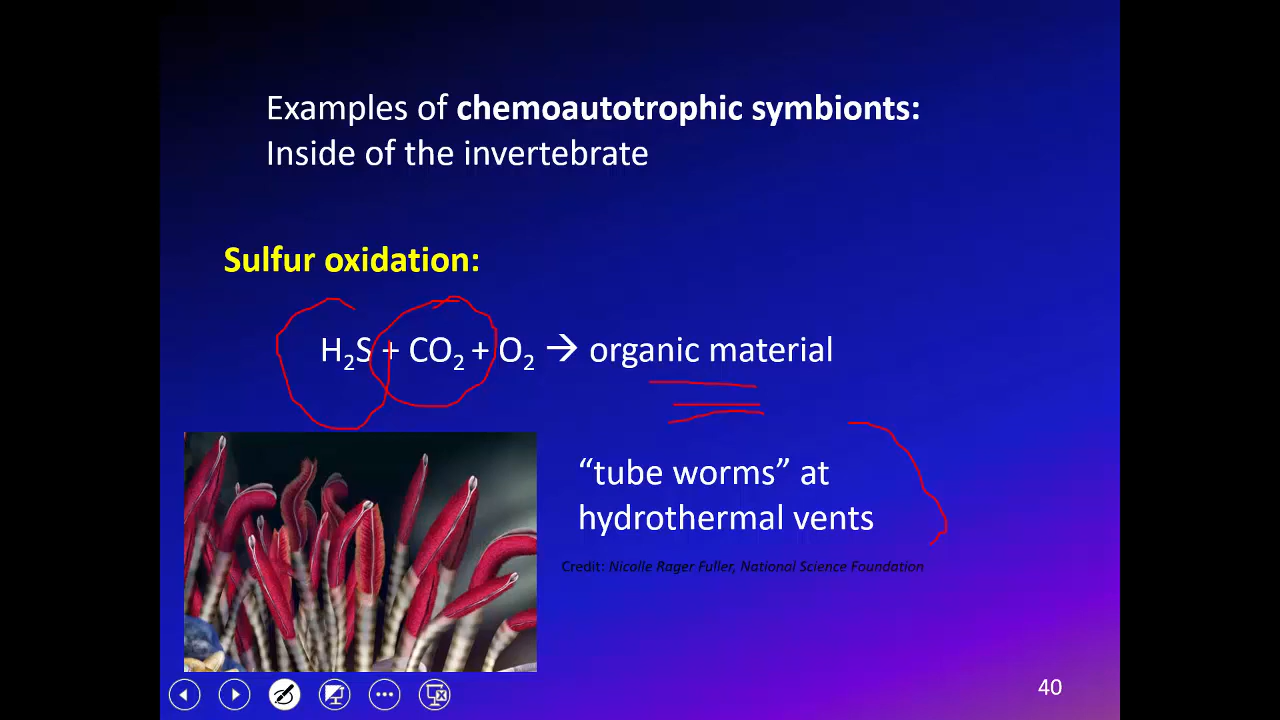 Examples of chemoautotrophic symbionts:
Inside of the invertebrate
Sulfur oxidation:
H₂S + CO₂ + O₂ → organic material
“tube worms” at
hydrothermal vents
Credit: Nicolle Rager Fuller, National Science Foundation
40